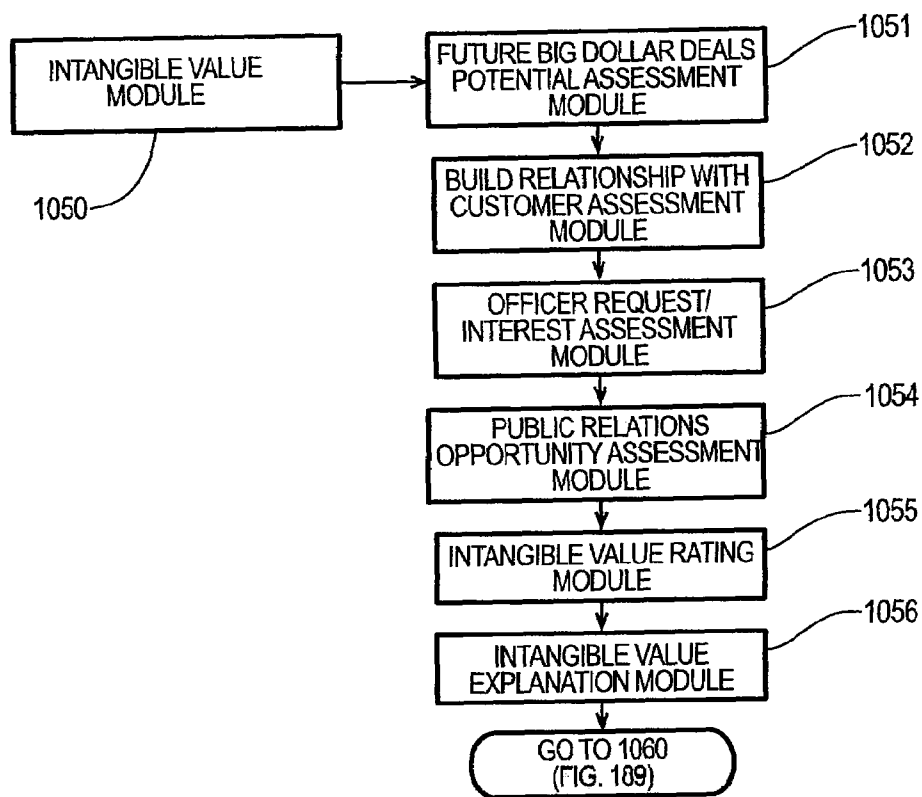 INTANGIBLE VALUE
MODULE
1050
FUTURE BIG DOLLAR DEALS
POTENTIAL ASSESSMENT
MODULE
1051
BUILD RELATIONSHIP WITH
CUSTOMER ASSESSMENT
MODULE
1052
OFFICER REQUEST/
INTEREST ASSESSMENT
MODULE
1053
PUBLIC RELATIONS
OPPORTUNITY ASSESSMENT
MODULE
1054
INTANGIBLE VALUE RATING
MODULE
1055
INTANGIBLE VALUE
EXPLANATION MODULE
1056
GO TO 1060
(FIG. 189)